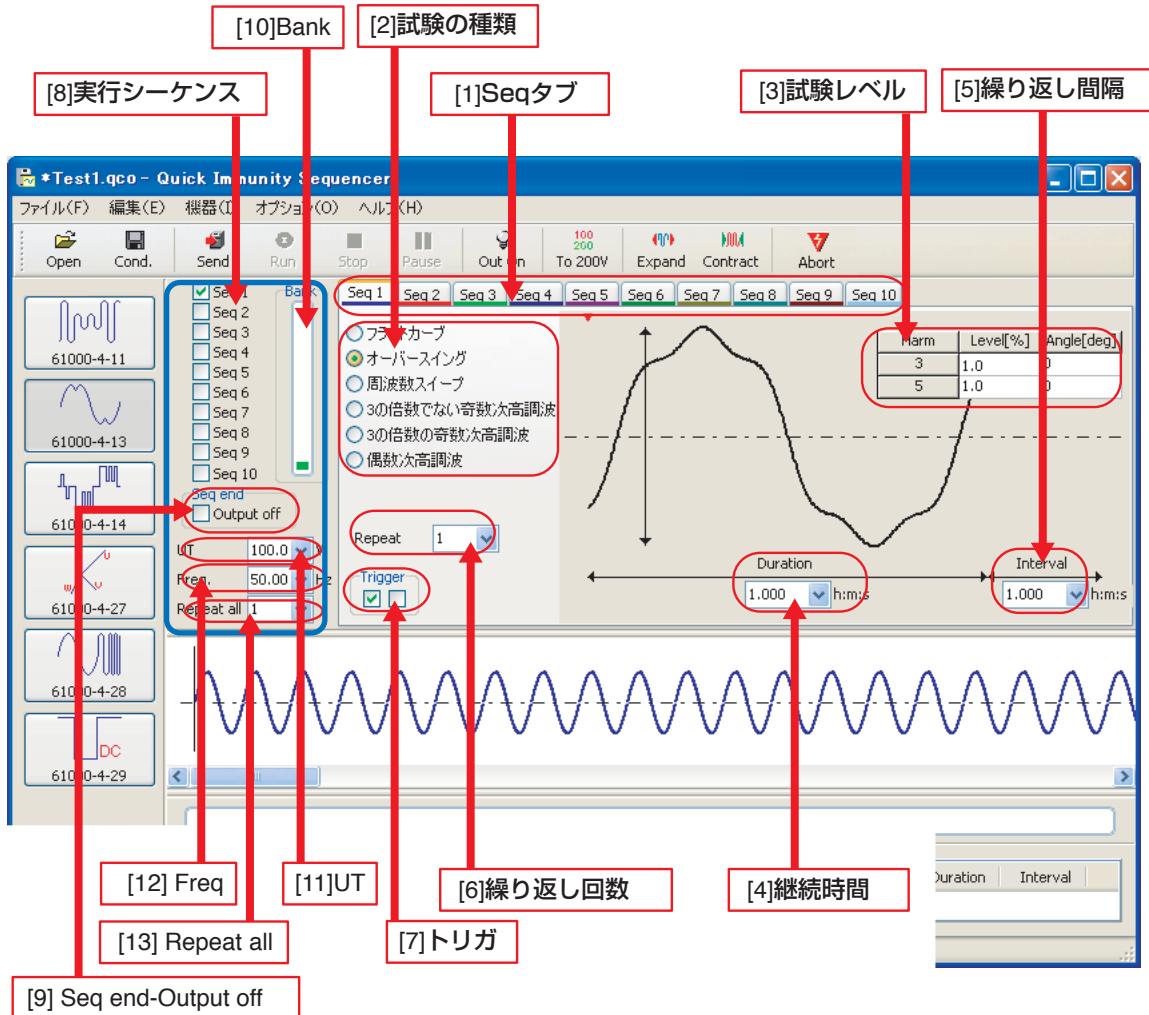 [10]Bank
[2]試験の種類
[8]実行シーケンス
[1]Seqタブ
[3]試験レベル
[5]繰り返し間隔
*Test1.qco - Quick Immunity Sequencer
ファイル(F) 編集(E) 機器(I) オプション(O) ヘルプ(H)
Open Cond. Send Run Stop Pause Out On To 200V Expand Contract Abort
100
200
61000-4-11
61000-4-13
61000-4-14
61000-4-27
61000-4-28
61000-4-29
DC
Seq 1
Seq 2
Seq 3
Seq 4
Seq 5
Seq 6
Seq 7
Seq 8
Seq 9
Seq 10
Bank
Seq end
Output off
UT 100.0 V
Freq. 50.00 Hz
Repeat all 1
Seq 1 Seq 2 Seq 3 Seq 4 Seq 5 Seq 6 Seq 7 Seq 8 Seq 9 Seq 10
フラットカーブ
オーバースイング
周波数スイープ
3の倍数でない奇数次高調波
3の倍数の奇数次高調波
偶数次高調波
Repeat 1
Trigger
Harm Level[%] Angle[deg]
3 1.0 0
5 1.0 0
Duration
1.000 h:m:s
Interval
1.000 h:m:s
Duration Interval
[12] Freq
[11]UT
[6]繰り返し回数
[4]継続時間
[13] Repeat all
[7]トリガ
[9] Seq end-Output off